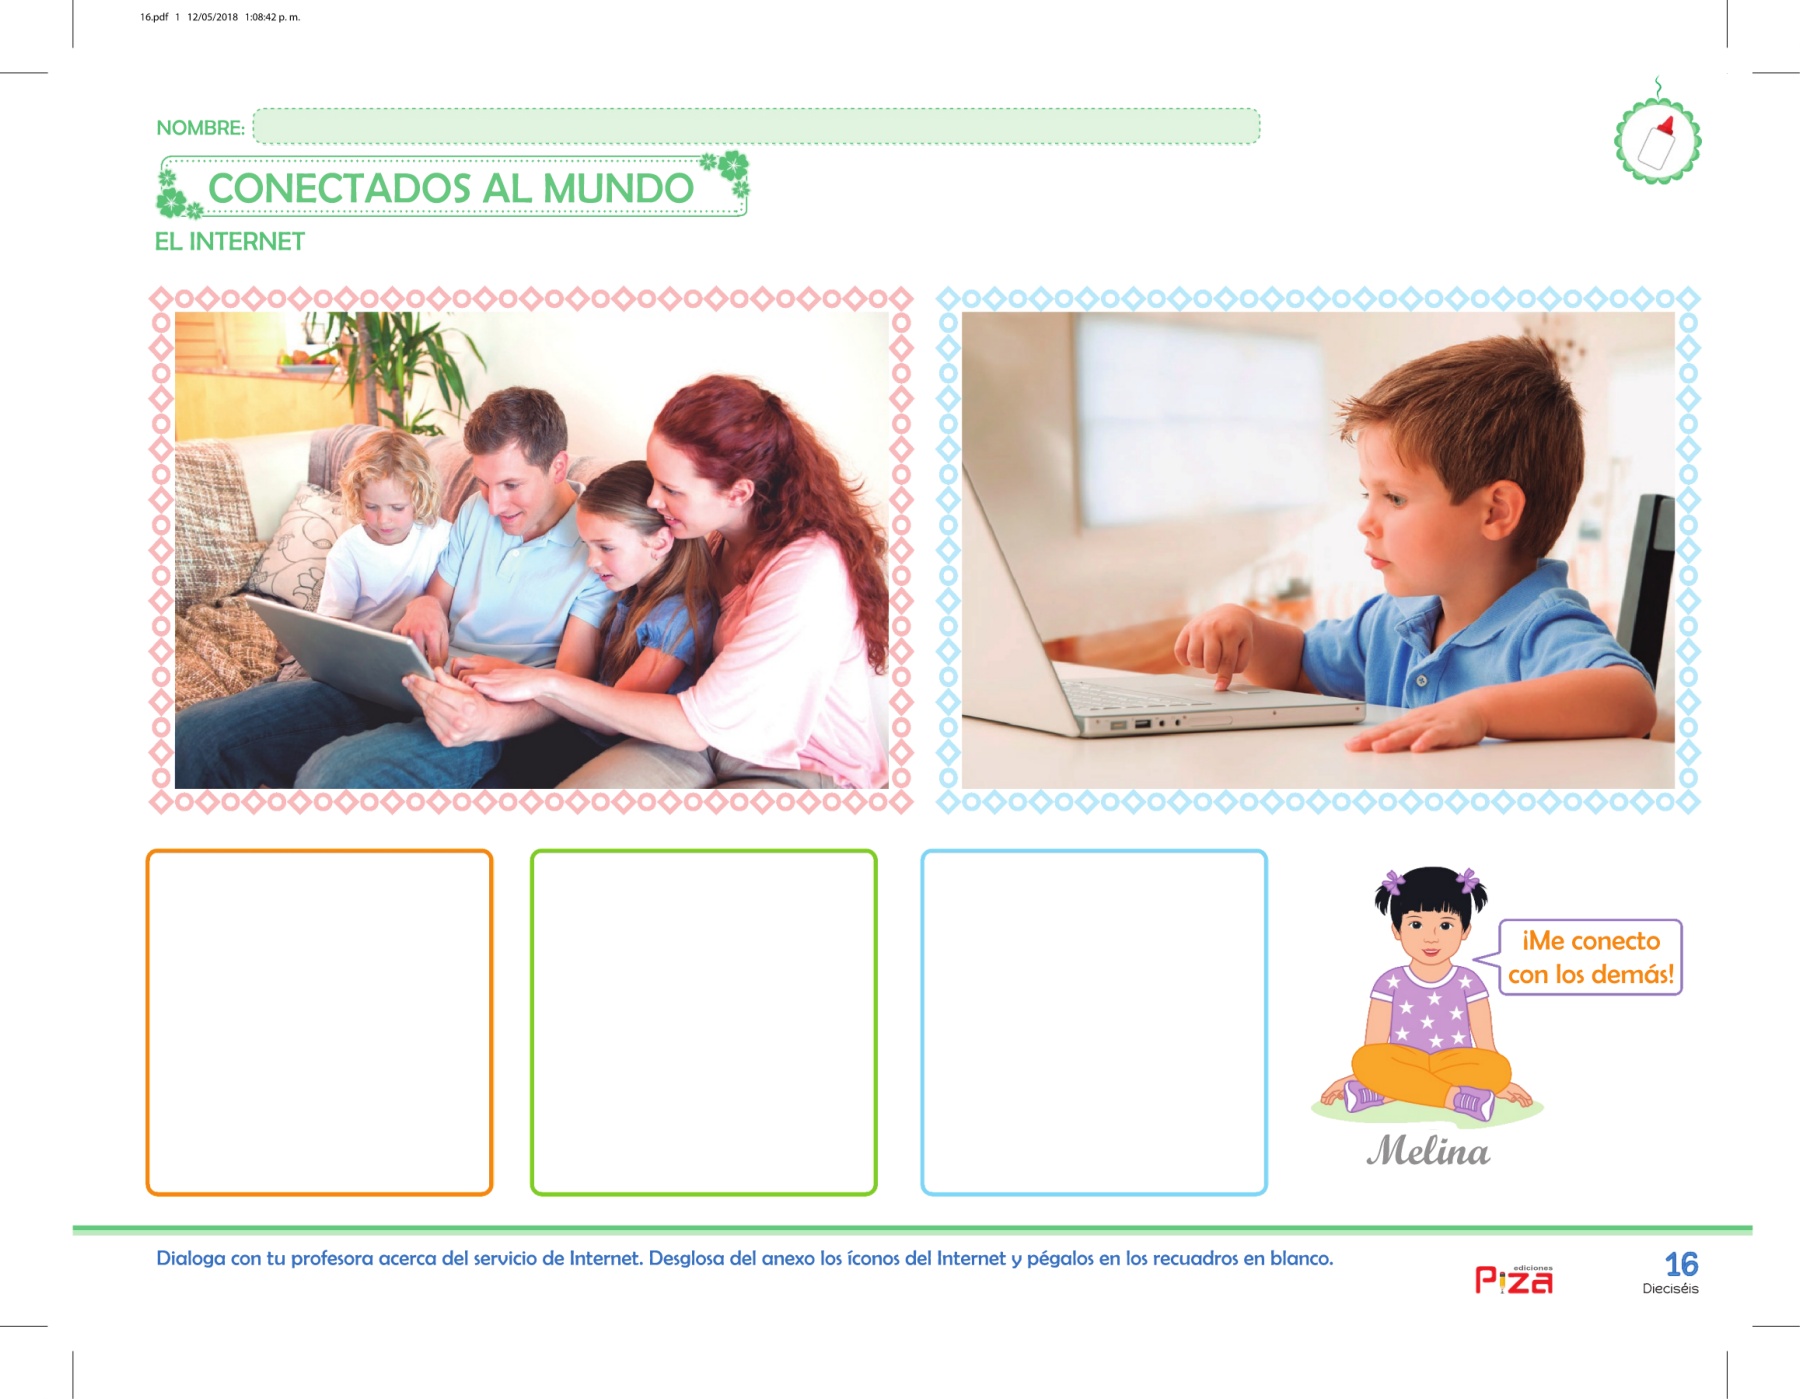 16.pdf 1 12/05/2018 1:08:42 p. m.
NOMBRE:
CONECTADOS AL MUNDO
EL INTERNET
¡Me conecto
con los demás!
Melina
Dialoga con tu profesora acerca del servicio de Internet. Desglosa del anexo los íconos del Internet y pégalos en los recuadros en blanco.
ediciones
Piza
16
Dieciséis